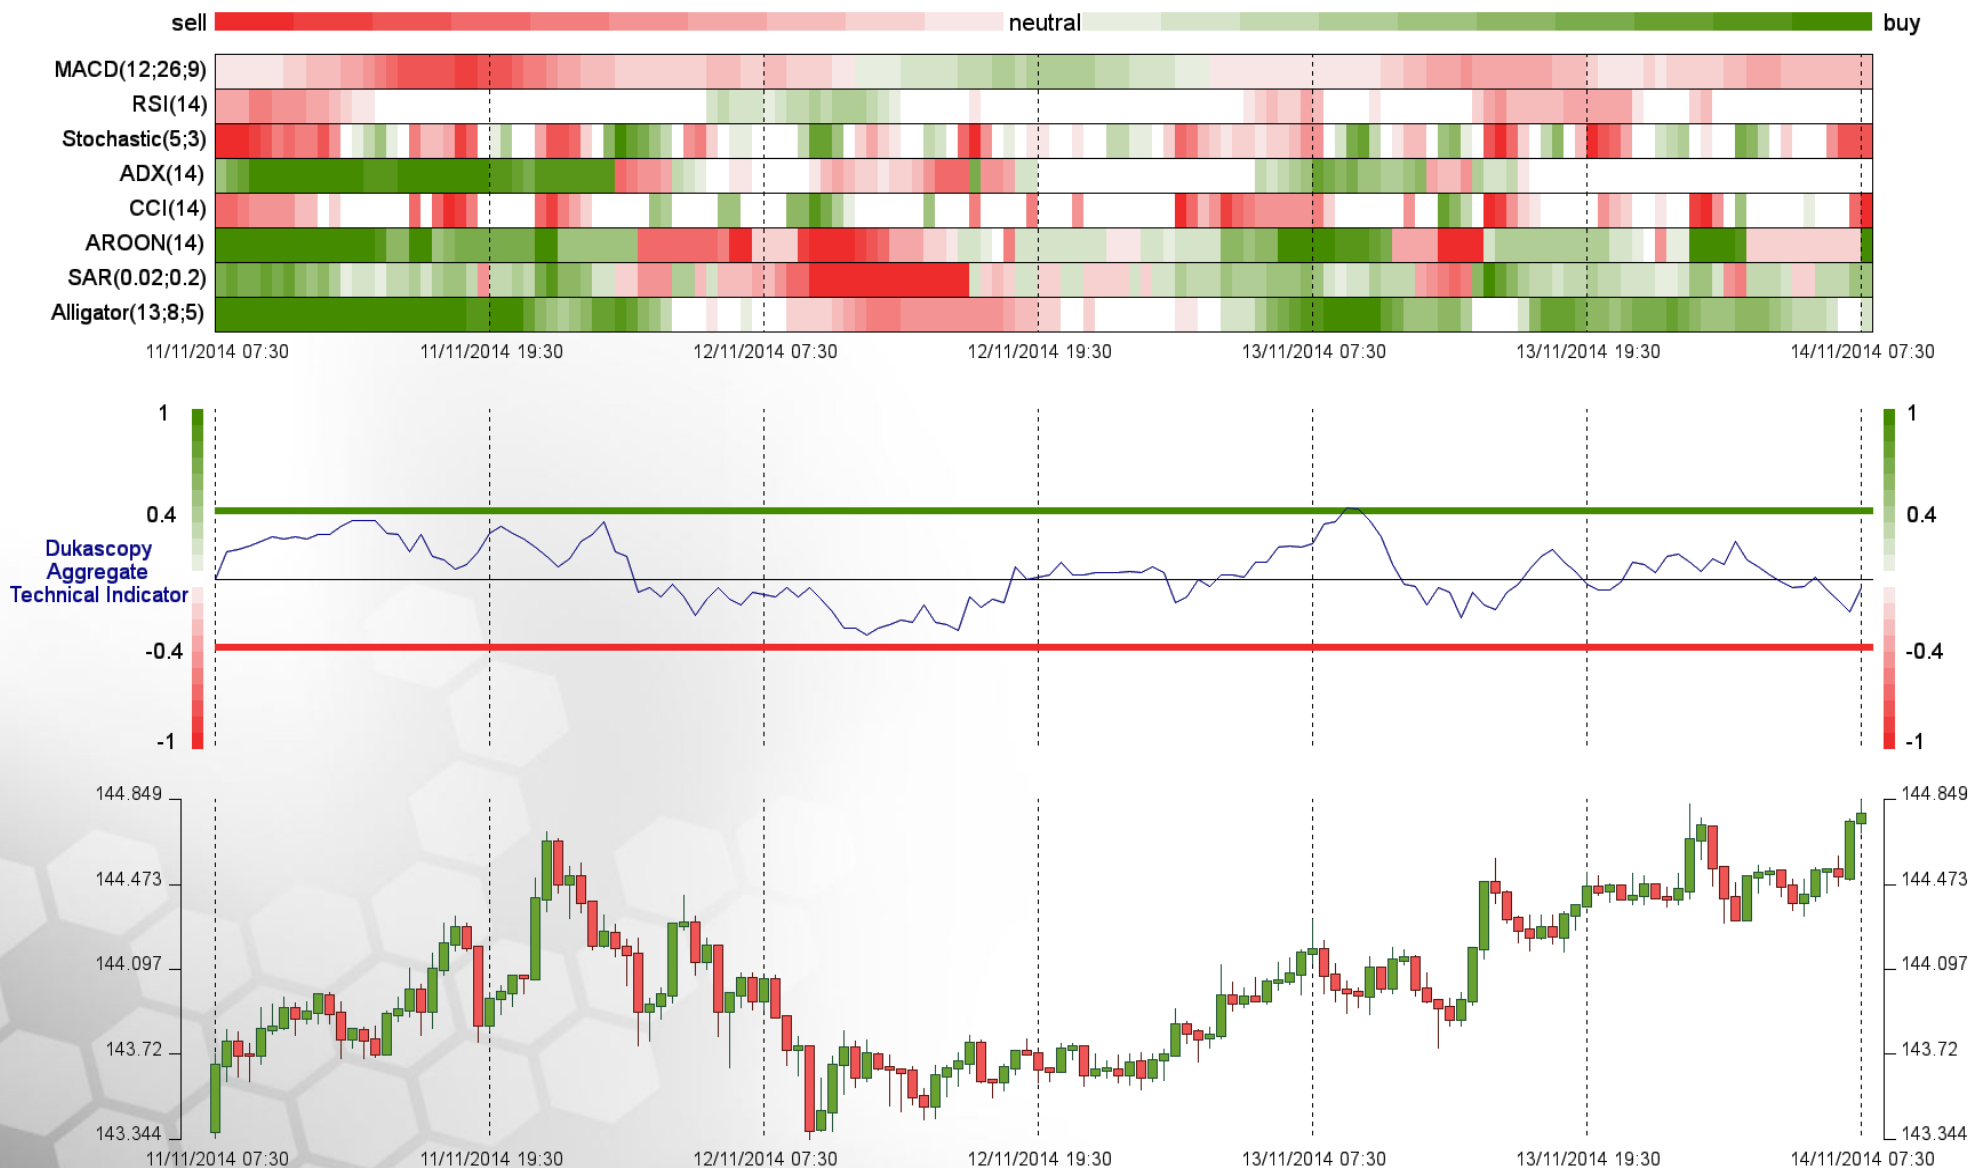 sell neutral buy
MACD(12;26;9)
RSI(14)
Stochastic(5;3)
ADX(14)
CCI(14)
AROON(14)
SAR(0.02;0.2)
Alligator(13;8;5)
11/11/2014 07:30 11/11/2014 19:30 12/11/2014 07:30 12/11/2014 19:30 13/11/2014 07:30 13/11/2014 19:30 14/11/2014 07:30
1 1
0.4 0.4
Dukascopy
Aggregate
Technical Indicator
-0.4 -0.4
-1 -1
144.849 144.849
144.473 144.473
144.097 144.097
143.72 143.72
143.344 143.344
11/11/2014 07:30 11/11/2014 19:30 12/11/2014 07:30 12/11/2014 19:30 13/11/2014 07:30 13/11/2014 19:30 14/11/2014 07:30